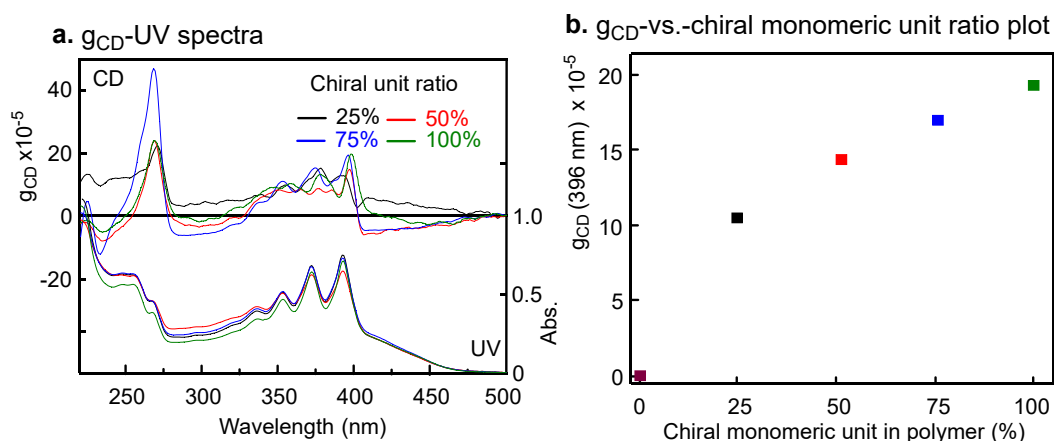 a. gCD-UV spectra
CD
Chiral unit ratio
25% 50%
75% 100%
gCD x10-5
40
20
0
-20
1.0
0.5
0
Abs.
UV
250 300 350 400 450 500
Wavelength (nm)
b. gCD-vs.-chiral monomeric unit ratio plot
gCD (396 nm) x 10-5
20
15
10
5
0
0 25 50 75 100
Chiral monomeric unit in polymer (%)